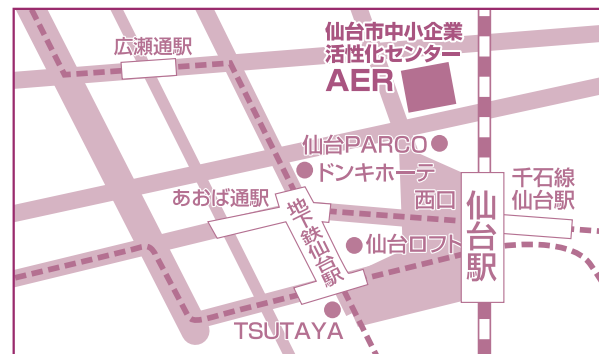 仙台市中小企業
活性化センター
AER
広瀬通駅
仙台PARCO
ドンキホーテ
あおば通駅
西口
千石線
仙台駅
仙台駅
地下鉄仙台駅
仙台ロフト
TSUTAYA